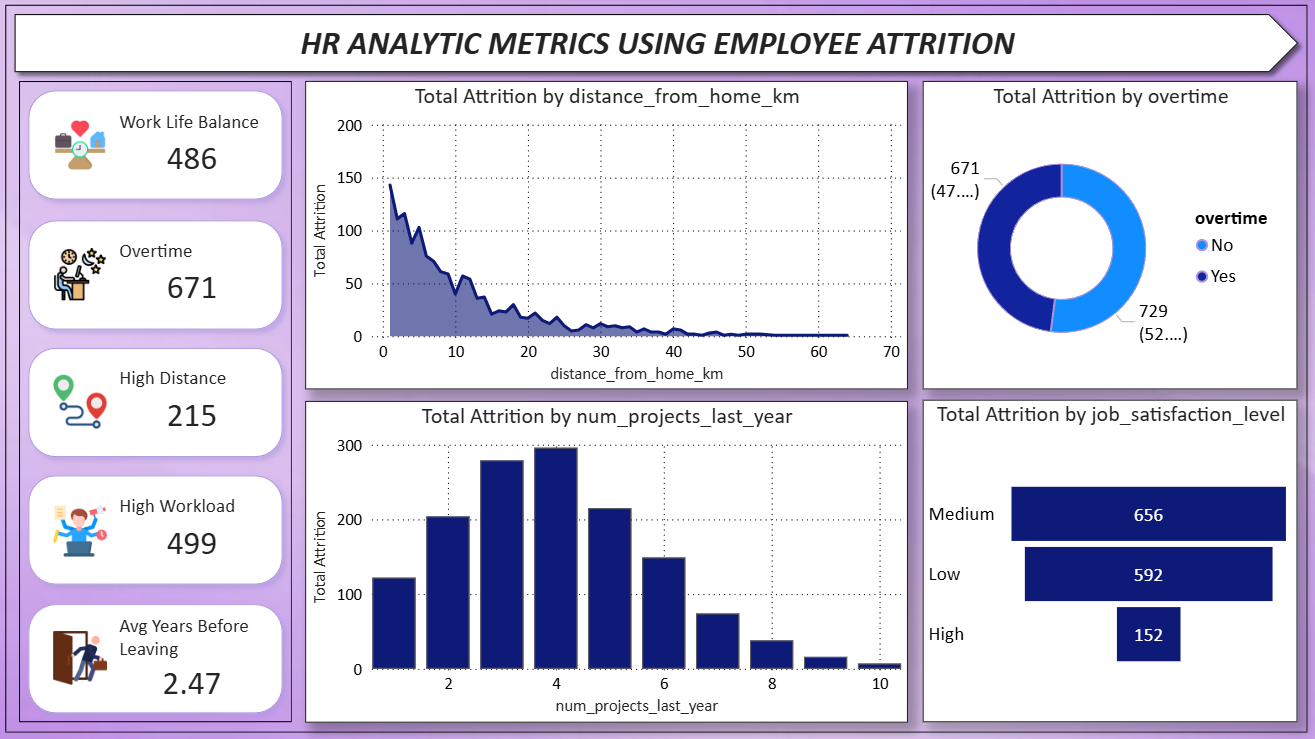 HR ANALYTIC METRICS USING EMPLOYEE ATTRITION
Work Life Balance
486
Overtime
671
High Distance
215
High Workload
499
Avg Years Before
Leaving
2.47
Total Attrition by distance_from_home_km
Total Attrition
200
150
100
50
0
0 10 20 30 40 50 60 70
distance_from_home_km
Total Attrition by overtime
671
(47....)
729
(52....)
overtime
No
Yes
Total Attrition by num_projects_last_year
Total Attrition
300
200
100
0
2 4 6 8 10
num_projects_last_year
Total Attrition by job_satisfaction_level
Medium 656
Low 592
High 152